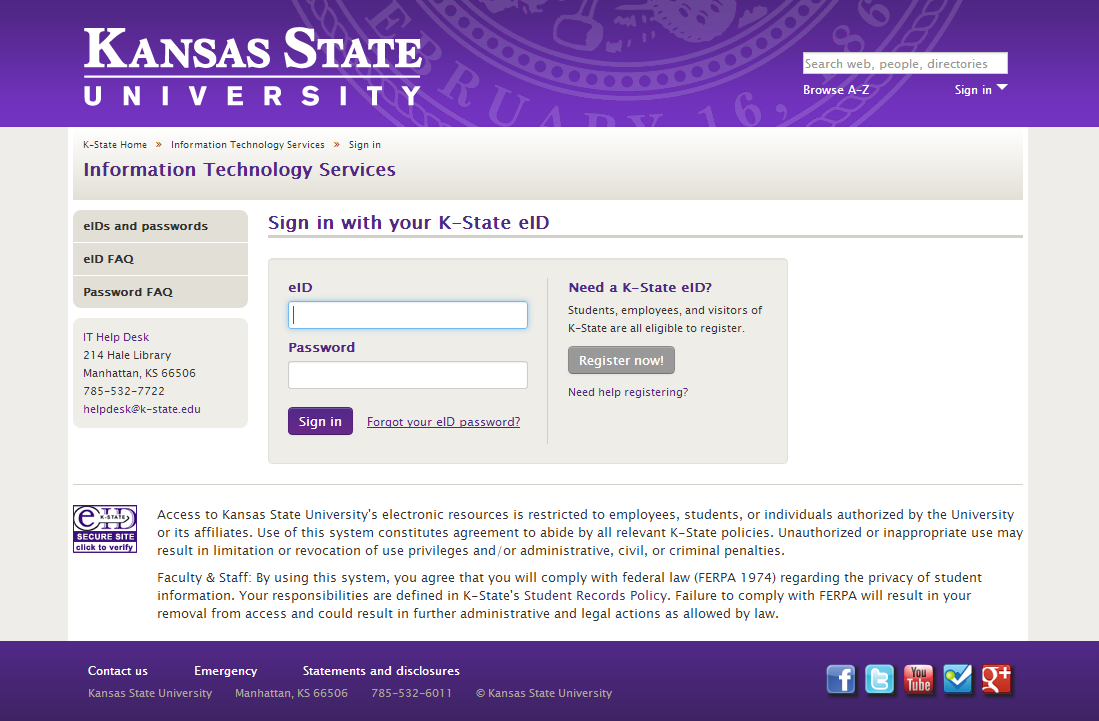 KANSAS STATE
UNIVERSITY
FEBRUARY 16, 186
Search web, people, directories
Browse A-Z
Sign in
K-State Home » Information Technology Services » Sign in
Information Technology Services
eIDs and passwords
eID FAQ
Password FAQ
IT Help Desk
214 Hale Library
Manhattan, KS 66506
785-532-7722
helpdesk@k-state.edu
Sign in with your K-State eID
eID
Password
Sign in
Forgot your eID password?
Need a K-State eID?
Students, employees, and visitors of
K-State are all eligible to register.
Register now!
Need help registering?
eID
K-STATE
SECURE SITE
click to verify
Access to Kansas State University's electronic resources is restricted to employees, students, or individuals authorized by the University
or its affiliates. Use of this system constitutes agreement to abide by all relevant K-State policies. Unauthorized or inappropriate use may
result in limitation or revocation of use privileges and/or administrative, civil, or criminal penalties.
Faculty & Staff: By using this system, you agree that you will comply with federal law (FERPA 1974) regarding the privacy of student
information. Your responsibilities are defined in K-State's Student Records Policy. Failure to comply with FERPA will result in your
removal from access and could result in further administrative and legal actions as allowed by law.
Contact us Emergency Statements and disclosures
Kansas State University Manhattan, KS 66506 785-532-6011 © Kansas State University
f
t
You
Tube
g+